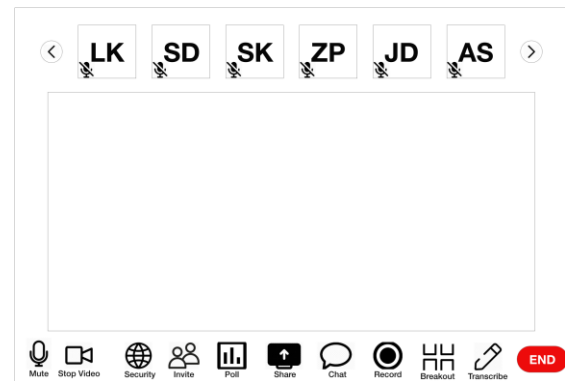 LK SD SK ZP JD AS
Mute Stop Video Security Invite Poll Share Chat Record Breakout Transcribe END